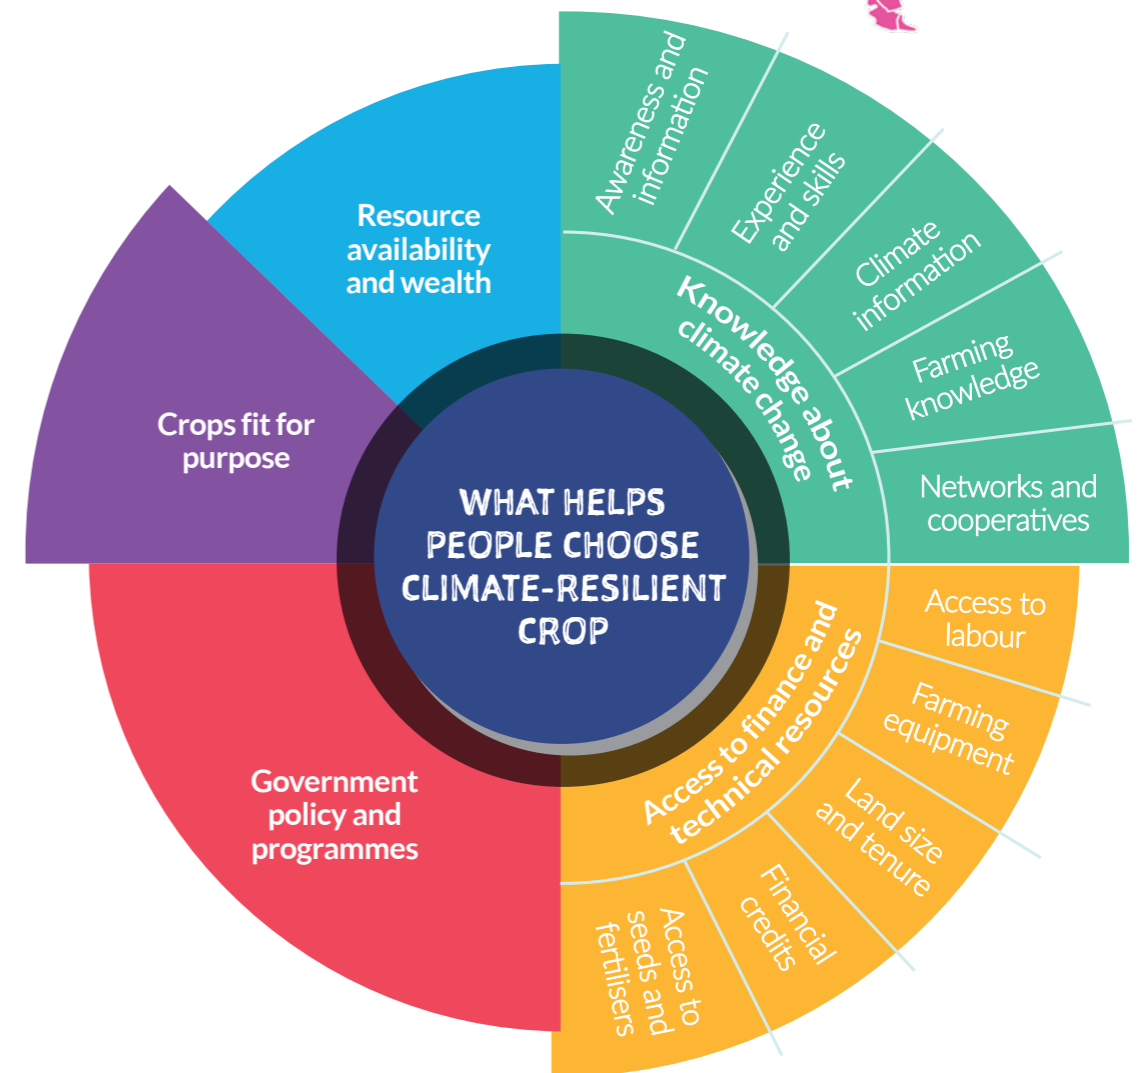 WHAT HELPS
PEOPLE CHOOSE
CLIMATE-RESILIENT
CROP
Knowledge about
climate change
Awareness and
information
Experience
and skills
Climate
information
Farming
knowledge
Networks and
cooperatives
Access to finance and
technical resources
Access to
labour
Farming
equipment
Land size
and tenure
Financial
credits
Access to
seeds and
fertilisers
Government
policy and
programmes
Crops fit for
purpose
Resource
availability
and wealth